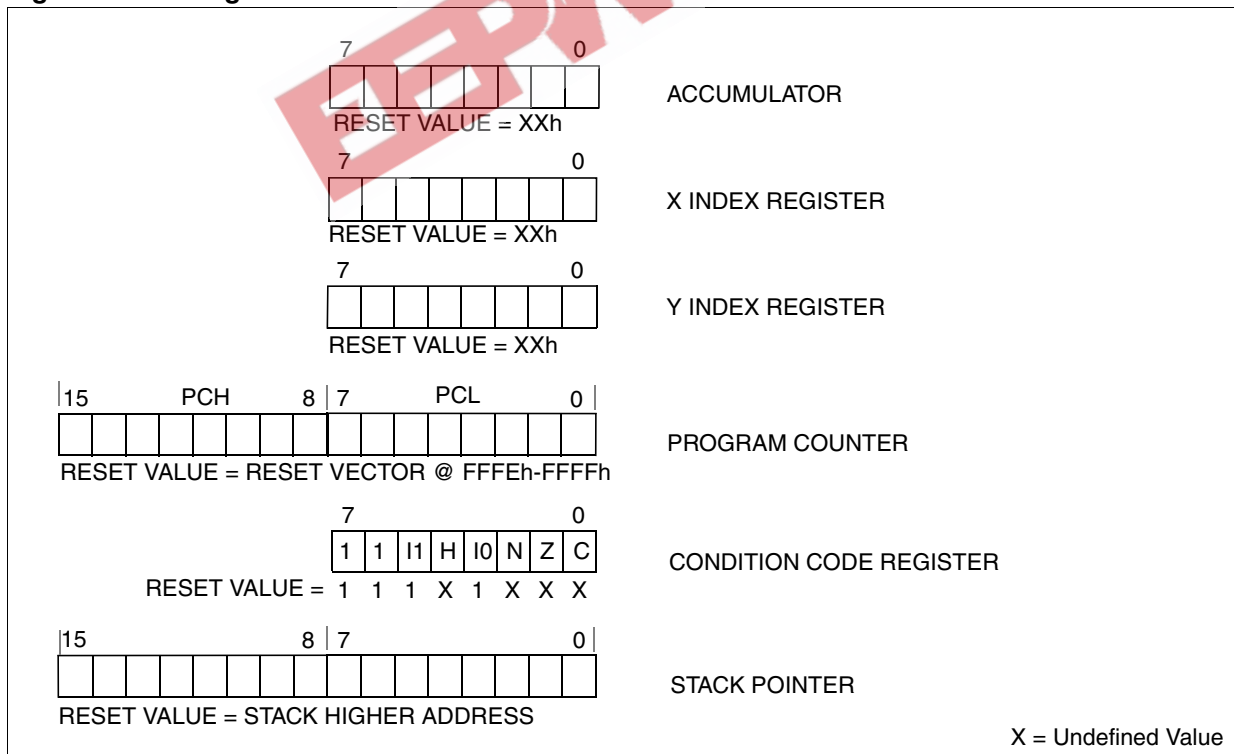 7 0
ACCUMULATOR
RESET VALUE = XXh
7 0
X INDEX REGISTER
RESET VALUE = XXh
7 0
Y INDEX REGISTER
RESET VALUE = XXh
15 PCH 8 7 PCL 0
PROGRAM COUNTER
RESET VALUE = RESET VECTOR @ FFFEh-FFFFh
7 0
1 1 I1 H I0 N Z C
CONDITION CODE REGISTER
RESET VALUE = 1 1 1 X 1 X X X
15 8 7 0
STACK POINTER
RESET VALUE = STACK HIGHER ADDRESS
X = Undefined Value